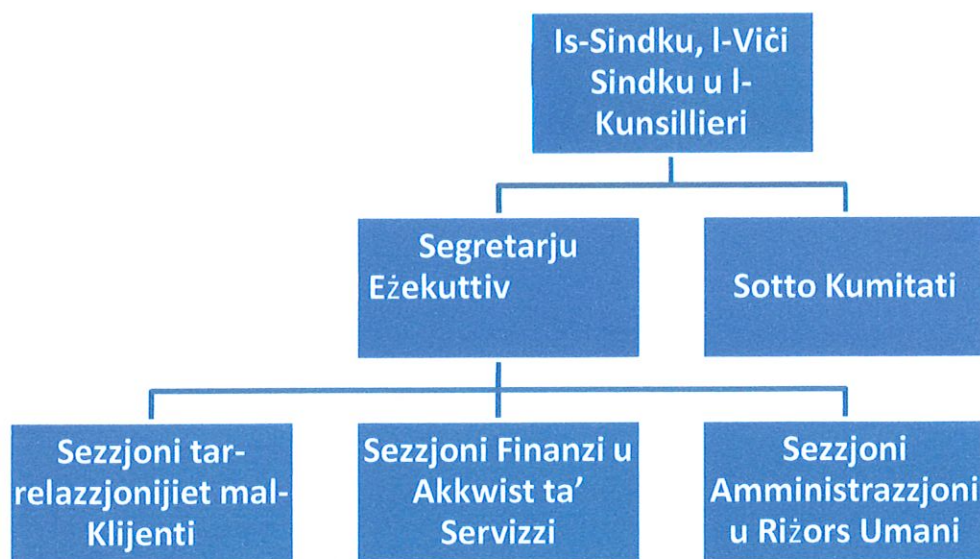 Is-Sindku, l-Viċi
Sindku u l-
Kunsillieri
Segretarju
Eżekuttiv
Sotto Kumitati
Sezzjoni tar-
relazzjonijiet mal-
Klijenti
Sezzjoni Finanzi u
Akkwist ta’
Servizzi
Sezzjoni
Amministrazzjoni
u Riżors Umani